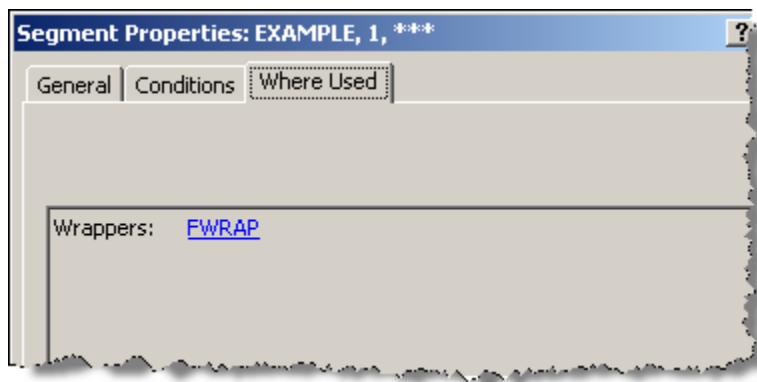 Segment Properties: EXAMPLE, 1, *** ?
General Conditions Where Used
Wrappers: FWRAP